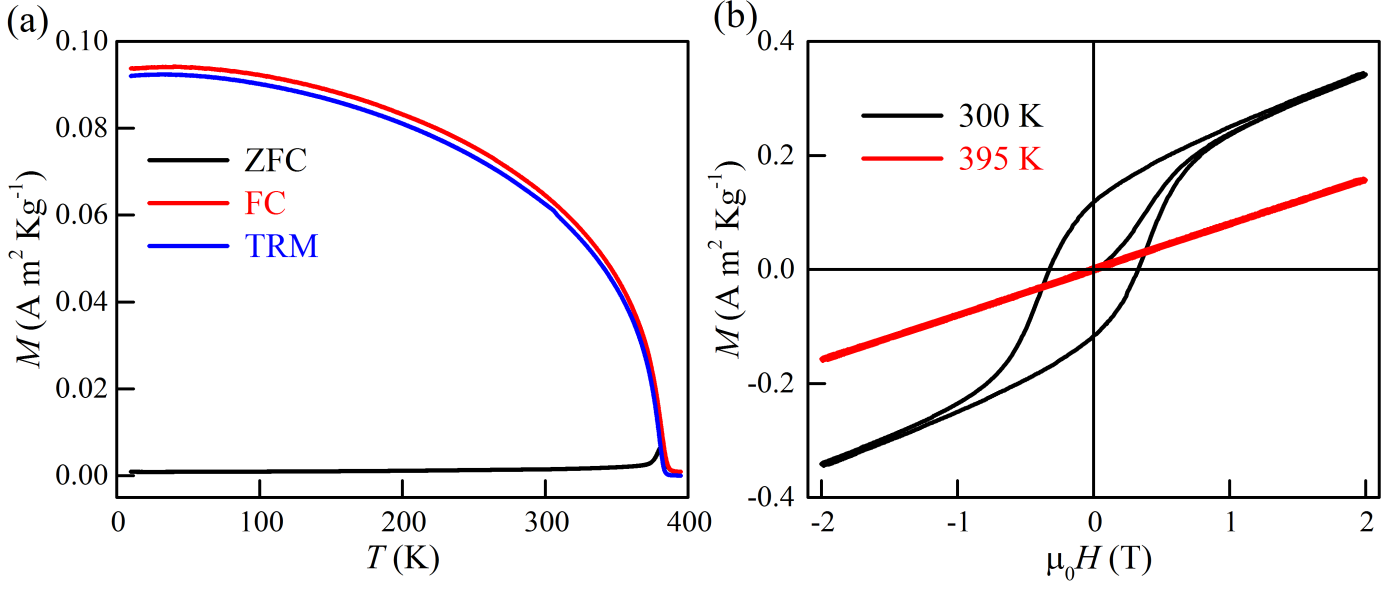 (a)
0.10
0.08
0.06
0.04
0.02
0.00
M (A m² Kg⁻¹)
ZFC
FC
TRM
0 100 200 300 400
T (K)
(b)
0.4
0.2
0.0
-0.2
-0.4
M (A m² Kg⁻¹)
300 K
395 K
-2 -1 0 1 2
μ₀H (T)